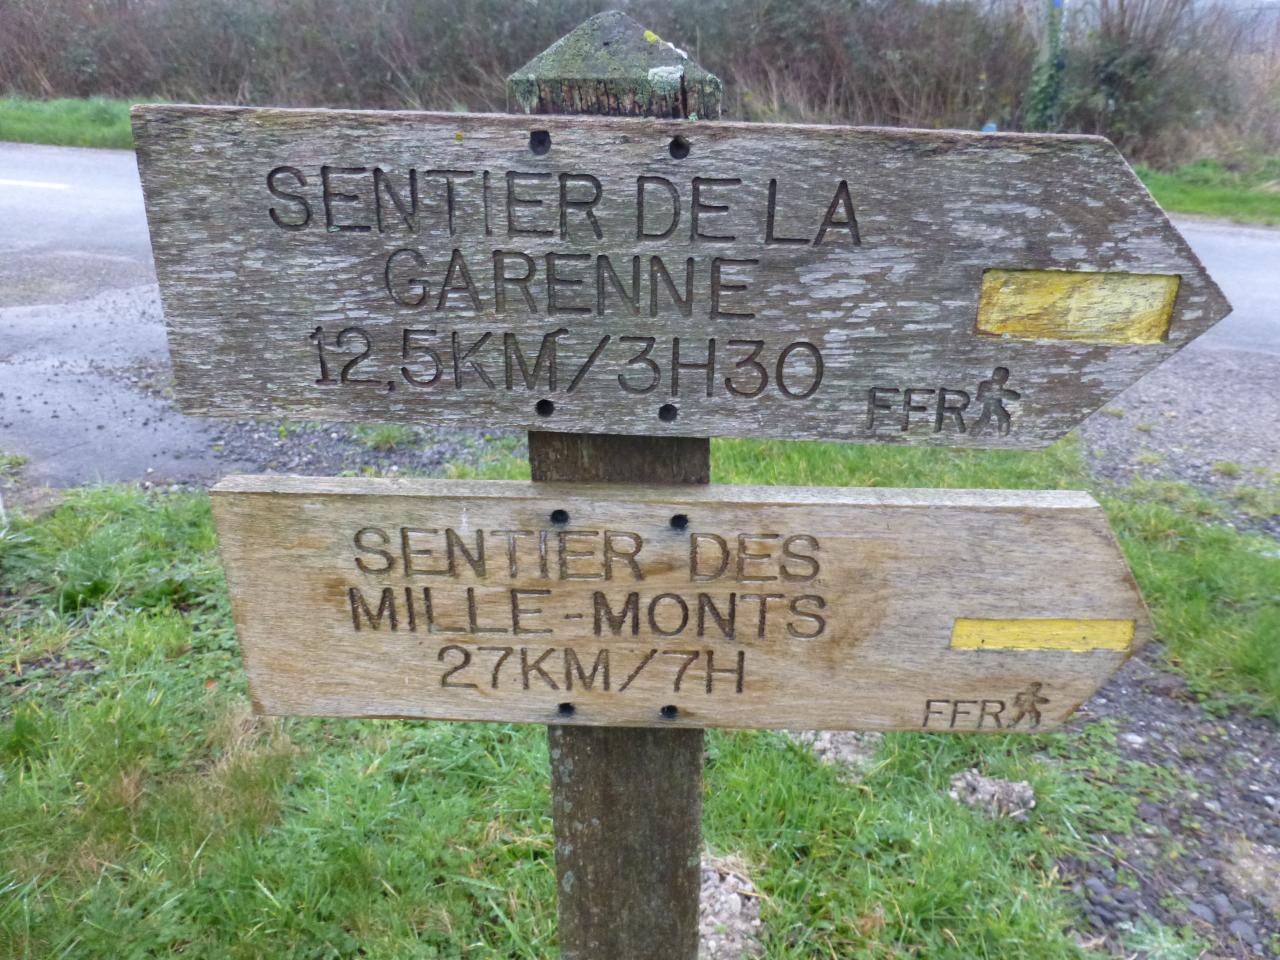 SENTIER DE LA
GARENNE
12,5KM/3H30
FFR
SENTIER DES
MILLE-MONTS
27KM/7H
FFR